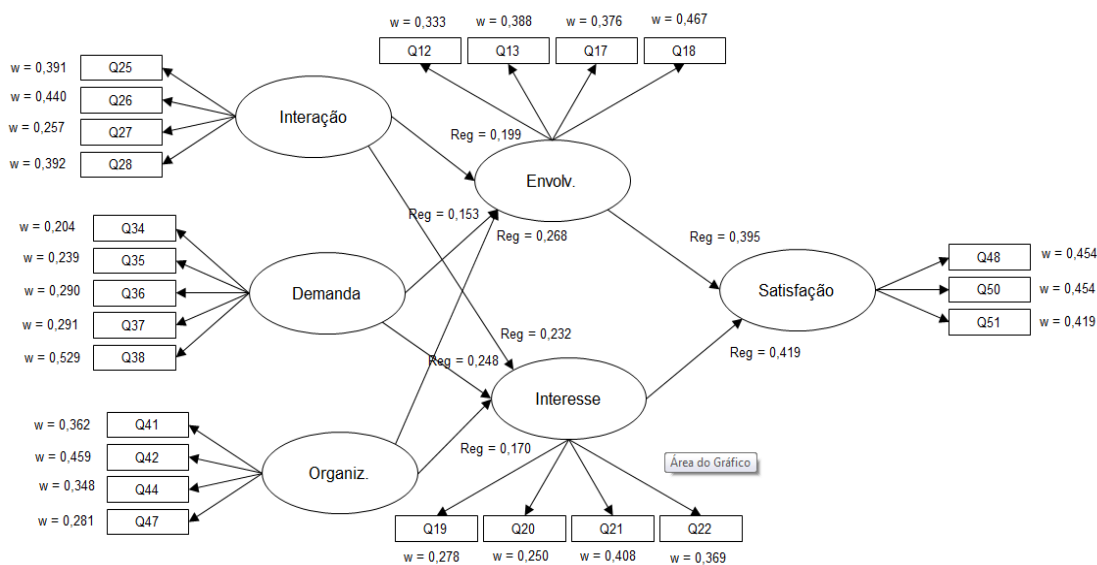 w = 0,333
w = 0,388
w = 0,376
w = 0,467
Q12
Q13
Q17
Q18
w = 0,391
Q25
w = 0,440
Q26
w = 0,257
Q27
w = 0,392
Q28
Interação
Reg = 0,199
Envolv.
Reg = 0,153
Reg = 0,268
w = 0,204
Q34
w = 0,239
Q35
w = 0,290
Q36
w = 0,291
Q37
w = 0,529
Q38
Demanda
Reg = 0,395
Satisfação
Q48
w = 0,454
Q50
w = 0,454
Q51
w = 0,419
Reg = 0,232
Reg = 0,248
Reg = 0,419
Interesse
w = 0,362
Q41
w = 0,459
Q42
w = 0,348
Q44
w = 0,281
Q47
Organiz.
Reg = 0,170
Área do Gráfico
Q19
Q20
Q21
Q22
w = 0,278
w = 0,250
w = 0,408
w = 0,369